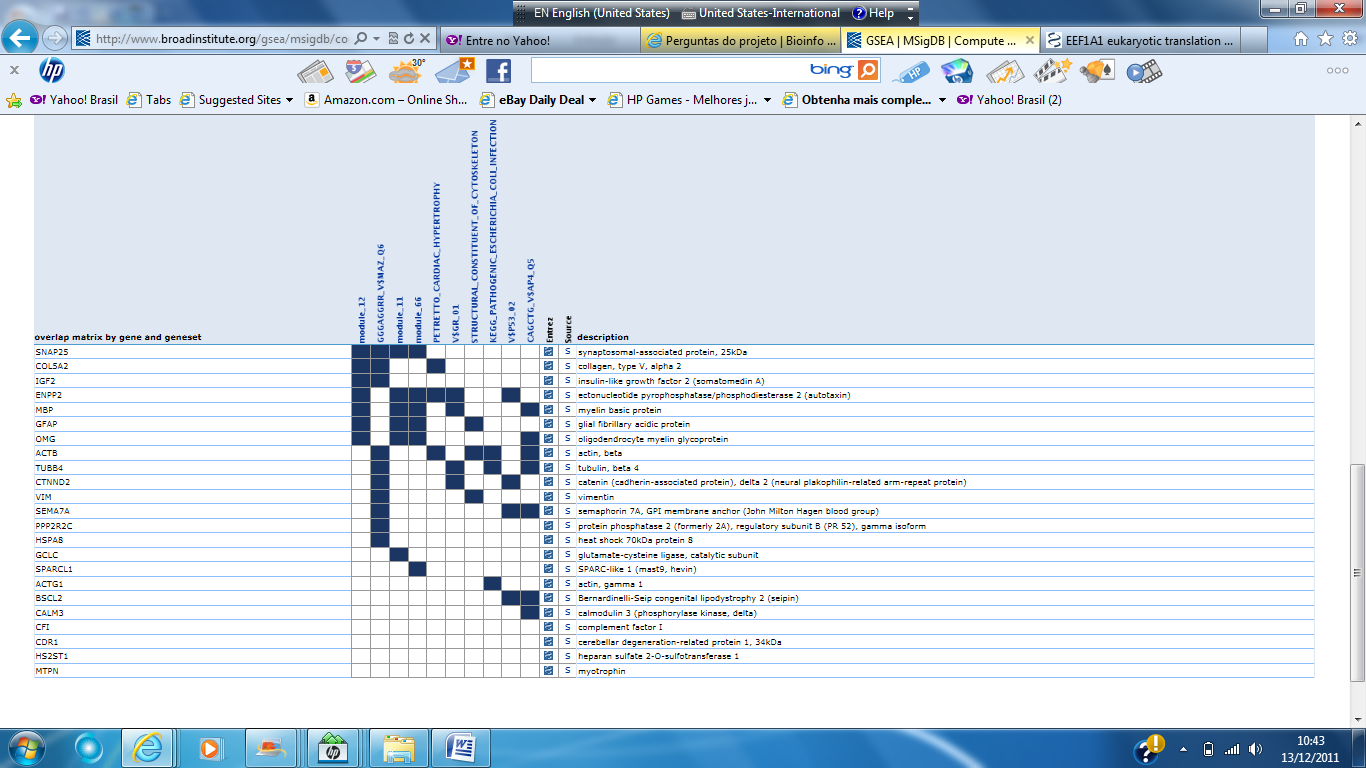 EN English (United States) United States-International Help
http://www.broadinstitute.org/gsea/msigdb/co
Entre no Yahoo!
Perguntas do projeto | Bioinfo ...
GSEA | MSigDB | Compute ...
EEF1A1 eukaryotic translation ...
30°
bing
Yahoo! Brasil Tabs Suggested Sites Amazon.com – Online Sh... eBay Daily Deal HP Games - Melhores j... Obtenha mais comple... Yahoo! Brasil (2)
overlap matrix by gene and geneset
module_12
GGGAGGRR_V$MAZ_Q6
module_11
module_66
PETRETTO_CARDIAC_HYPERTROPHY
V$GR_01
STRUCTURAL_CONSTITUENT_OF_CYTOSKELETON
KEGG_PATHOGENIC_ESCHERICHIA_COLI_INFECTION
V$P53_02
CAGCTG_V$AP4_Q5
Entrez
Source
description
SNAP25 S synaptosomal-associated protein, 25kDa
COL5A2 S collagen, type V, alpha 2
IGF2 S insulin-like growth factor 2 (somatomedin A)
ENPP2 S ectonucleotide pyrophosphatase/phosphodiesterase 2 (autotaxin)
MBP S myelin basic protein
GFAP S glial fibrillary acidic protein
OMG S oligodendrocyte myelin glycoprotein
ACTB S actin, beta
TUBB4 S tubulin, beta 4
CTNND2 S catenin (cadherin-associated protein), delta 2 (neural plakophilin-related arm-repeat protein)
VIM S vimentin
SEMA7A S semaphorin 7A, GPI membrane anchor (John Milton Hagen blood group)
PPP2R2C S protein phosphatase 2 (formerly 2A), regulatory subunit B (PR 52), gamma isoform
HSPA8 S heat shock 70kDa protein 8
GCLC S glutamate-cysteine ligase, catalytic subunit
SPARCL1 S SPARC-like 1 (mast9, hevin)
ACTG1 S actin, gamma 1
BSCL2 S Bernardinelli-Seip congenital lipodystrophy 2 (seipin)
CALM3 S calmodulin 3 (phosphorylase kinase, delta)
CFI S complement factor I
CDR1 S cerebellar degeneration-related protein 1, 34kDa
HS2ST1 S heparan sulfate 2-O-sulfotransferase 1
MTPN S myotrophin
10:43
13/12/2011